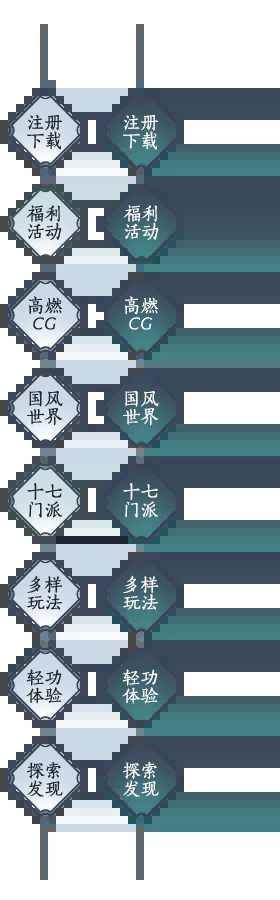 注册 注册
下载 下载
福利 福利
活动 活动
高燃 高燃
CG CG
国风 国风
世界 世界
十七 十七
门派 门派
多样 多样
玩法 玩法
轻功 轻功
体验 体验
探索 探索
发现 发现